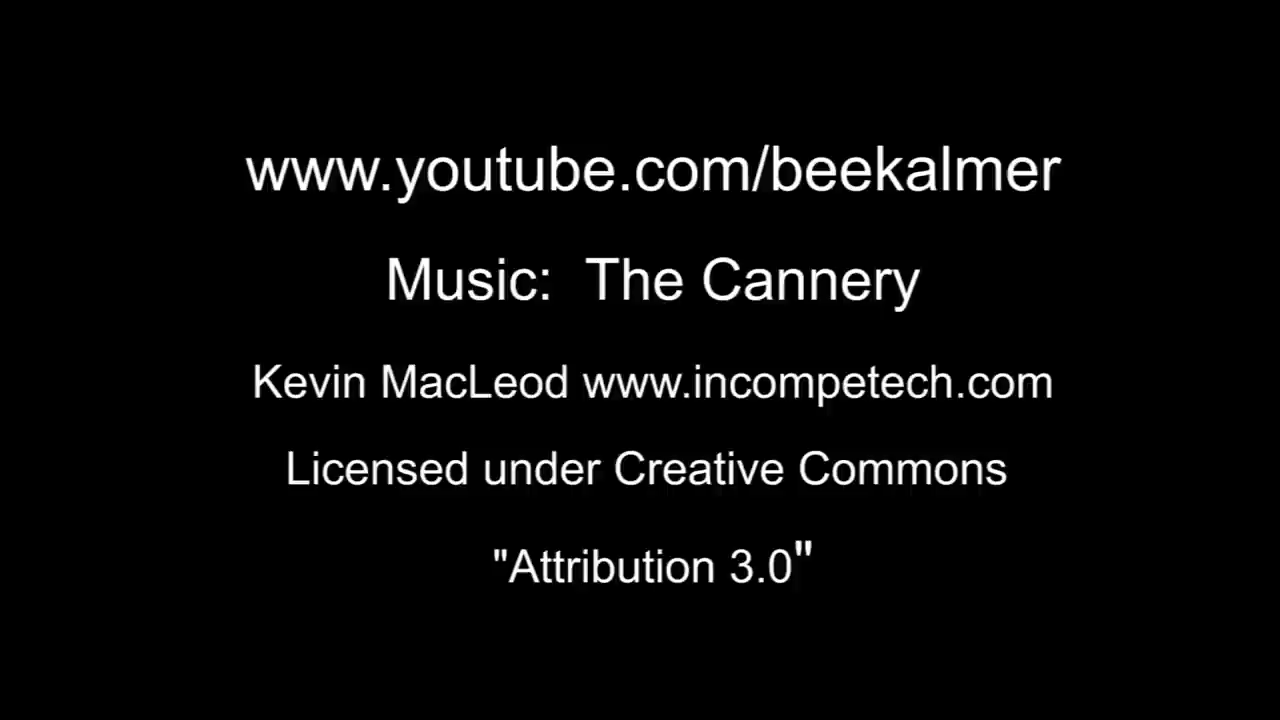 www.youtube.com/beekalmer
Music:  The Cannery
Kevin MacLeod www.incompetech.com
Licensed under Creative Commons
"Attribution 3.0"